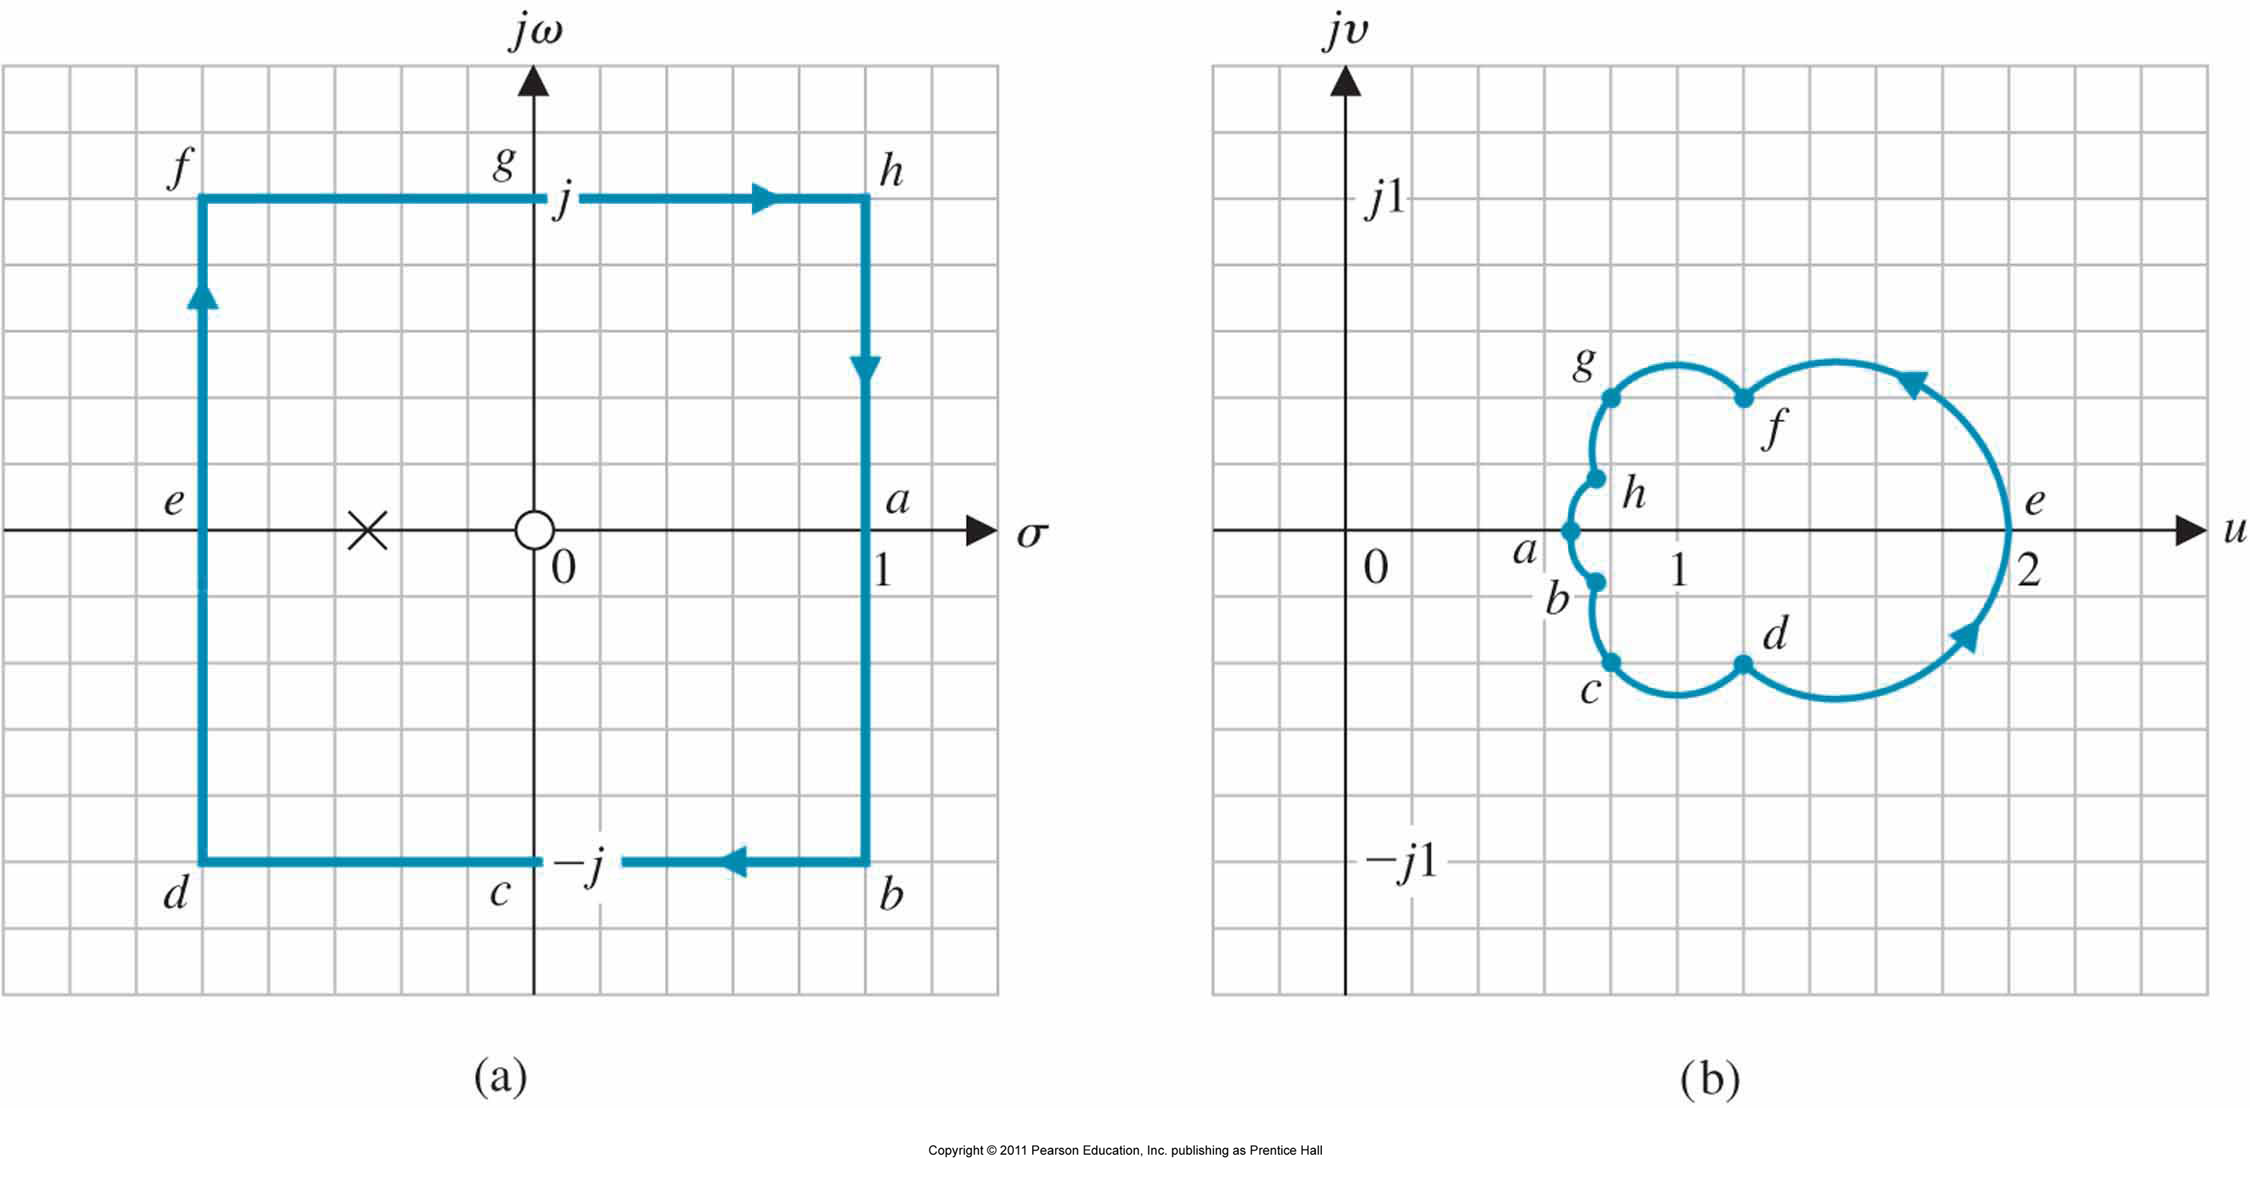 jω
f
g
j
h
e
a
σ
0
1
d
c
−j
b
(a)
jυ
j1
g
f
h
e
u
a
0
1
2
b
d
c
−j1
(b)
Copyright © 2011 Pearson Education, Inc. publishing as Prentice Hall